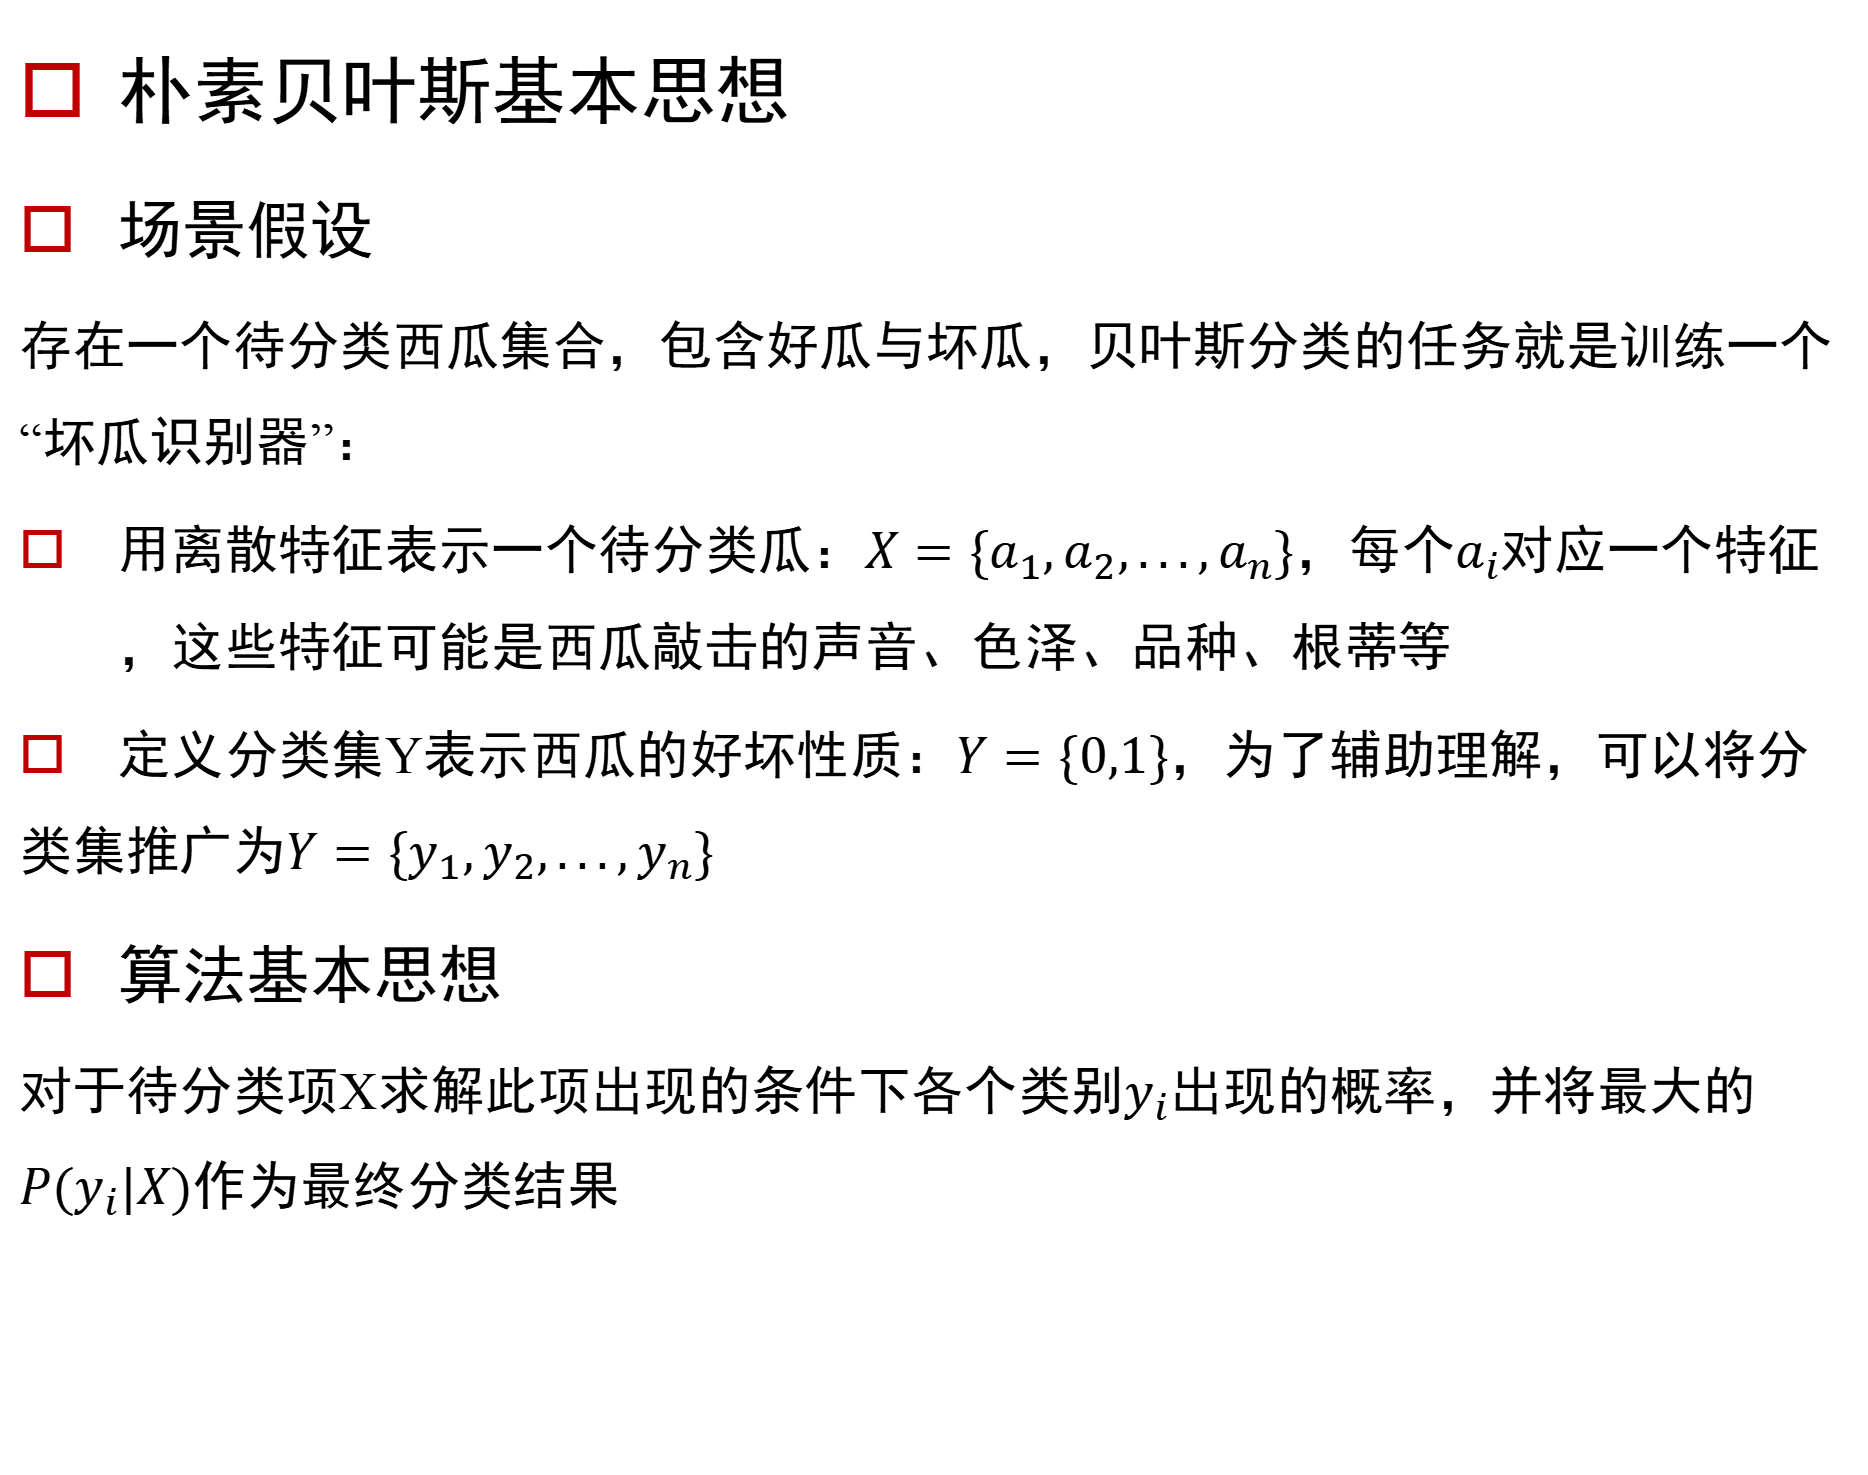 朴素贝叶斯基本思想
场景假设
存在一个待分类西瓜集合，包含好瓜与坏瓜，贝叶斯分类的任务就是训练一个
“坏瓜识别器”：
用离散特征表示一个待分类瓜：X = {a₁, a₂, . . . , aₙ}，每个aᵢ对应一个特征
，这些特征可能是西瓜敲击的声音、色泽、品种、根蒂等
定义分类集Y表示西瓜的好坏性质：Y = {0,1}，为了辅助理解，可以将分
类集推广为Y = {y₁, y₂, . . . , yₙ}
算法基本思想
对于待分类项X求解此项出现的条件下各个类别yᵢ出现的概率，并将最大的
P(yᵢ|X)作为最终分类结果